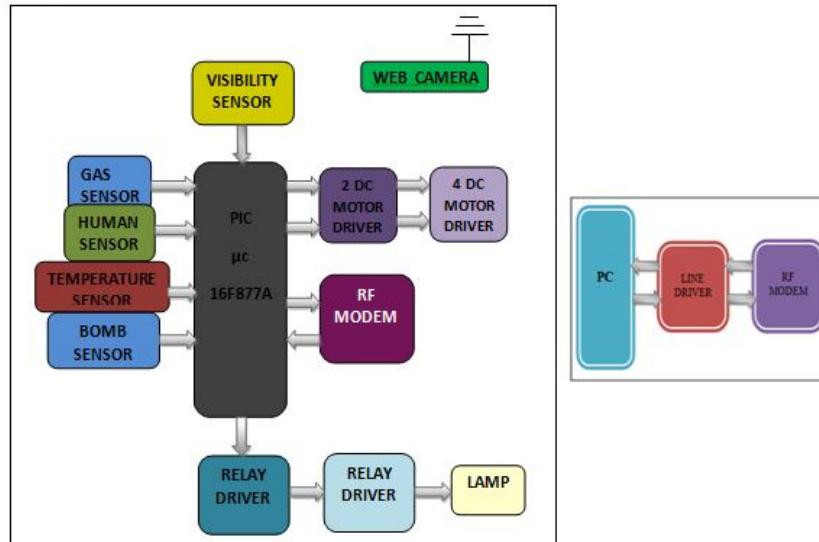 VISIBILITY
SENSOR
WEB CAMERA
GAS
SENSOR
HUMAN
SENSOR
TEMPERATURE
SENSOR
BOMB
SENSOR
PIC
μc
16F877A
2 DC
MOTOR
DRIVER
4 DC
MOTOR
DRIVER
RF
MODEM
RELAY
DRIVER
RELAY
DRIVER
LAMP
PC
LINE
DRIVER
RF
MODEM